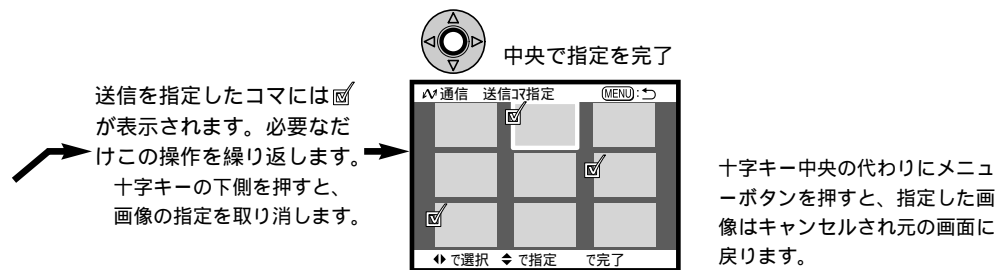 中央で指定を完了
送信を指定したコマには☑
が表示されます。必要なだ
けこの操作を繰り返します。
十字キーの下側を押すと、
画像の指定を取り消します。
通信 送信コマ指定 MENU:
で選択 で指定 で完了
十字キー中央の代わりにメニュ
ーボタンを押すと、指定した画
像はキャンセルされ元の画面に
戻ります。